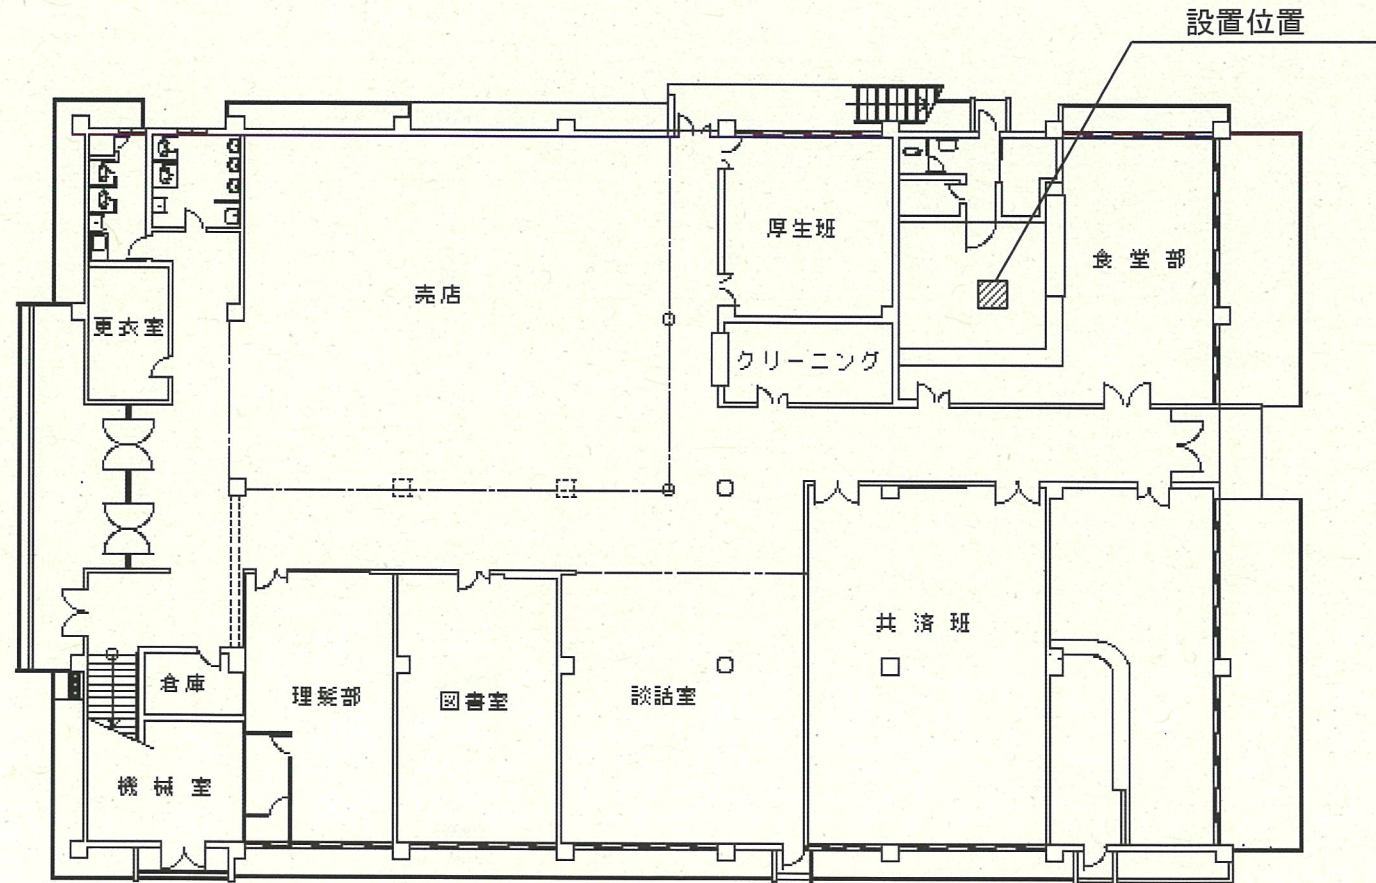 設置位置
厚生班
食堂部
売店
更衣室
クリーニング
共済班
倉庫
理髪部
図書室
談話室
機械室